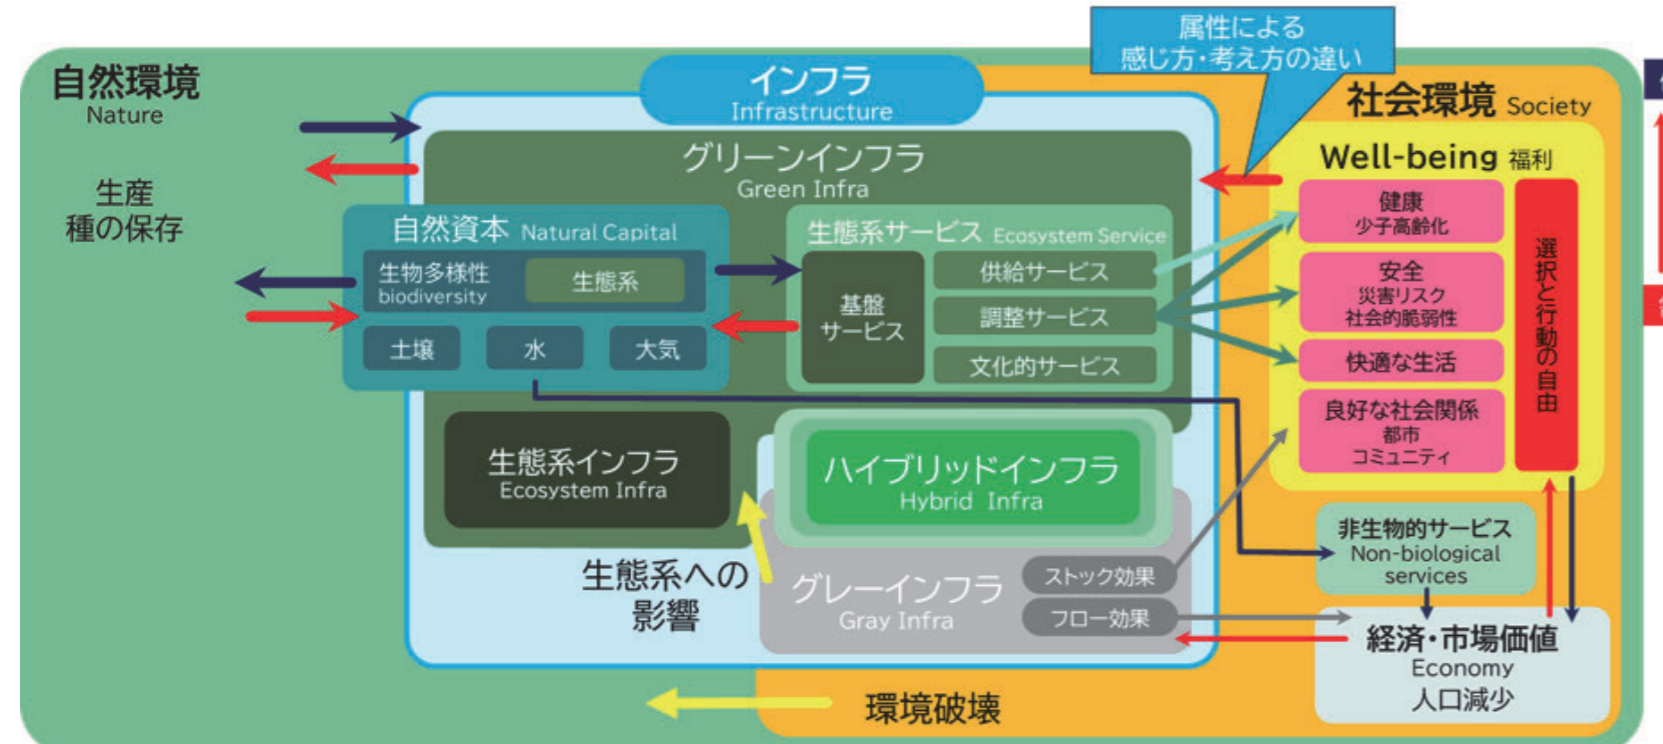 属性による
感じ方・考え方の違い
自然環境
Nature
生産
種の保存
インフラ
Infrastructure
グリーンインフラ
Green Infra
自然資本 Natural Capital
生物多様性
biodiversity
生態系
土壌
水
大気
生態系サービス Ecosystem Service
基盤
サービス
供給サービス
調整サービス
文化的サービス
生態系インフラ
Ecosystem Infra
ハイブリッドインフラ
Hybrid Infra
生態系への
影響
グレーインフラ
Gray Infra
ストック効果
フロー効果
環境破壊
社会環境 Society
Well-being 福利
健康
少子高齢化
安全
災害リスク
社会的脆弱性
快適な生活
良好な社会関係
都市
コミュニティ
選択と行動の自由
非生物的サービス
Non-biological
services
経済・市場価値
Economy
人口減少